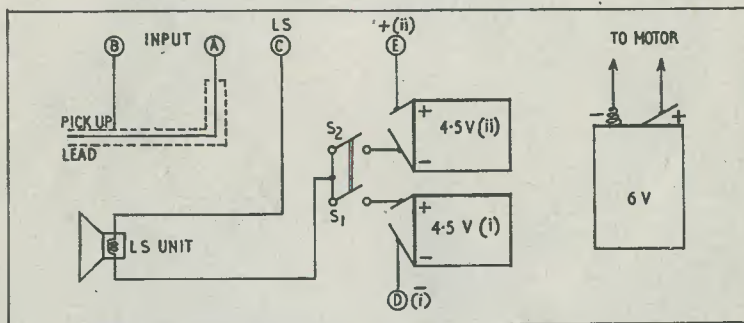 B INPUT A LS C +(ii) E
TO MOTOR
PICK UP
LEAD
S2
+ 4·5V (ii) -
S1
+ 4·5 V (i) -
- + 6 V
LS UNIT
D (i) -